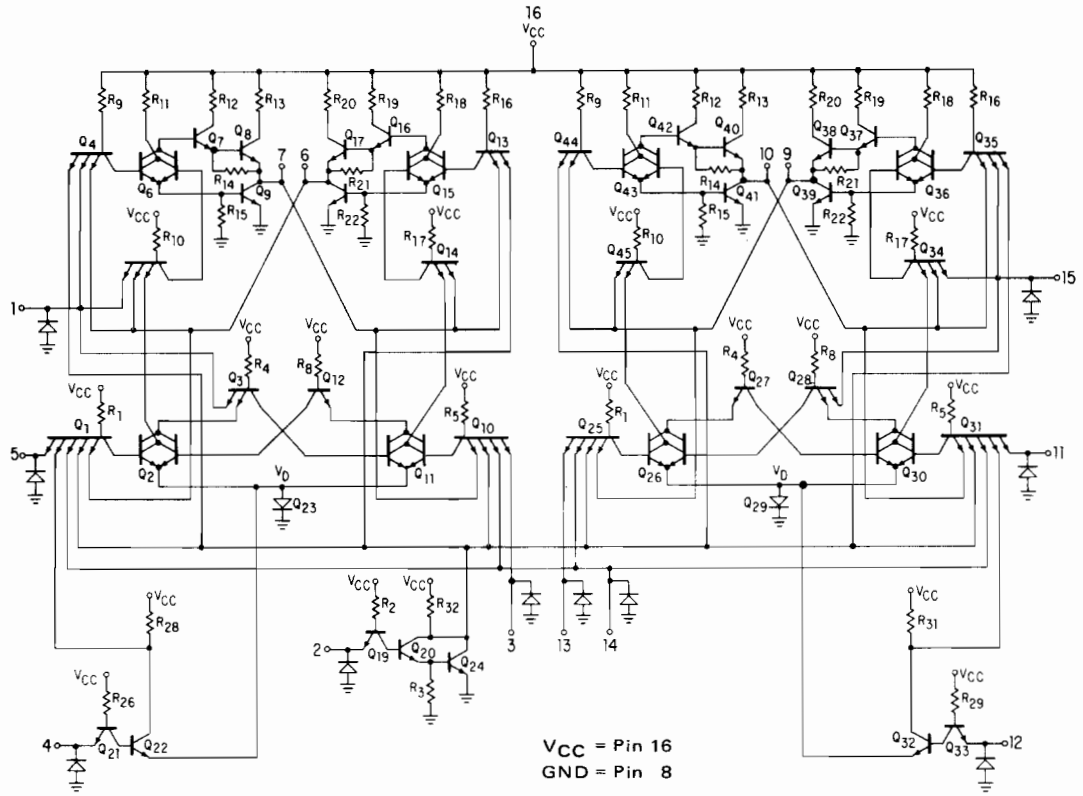 16
VCC
R9 R11 R12 R13 R20 R19 R18 R16 R9 R11 R12 R13 R20 R19 R18 R16
Q4 Q7 Q8 Q17 Q16 Q13 Q44 Q42 Q40 Q38 Q37 Q35
7 6 10 9
Q6 R14 Q9 R21 Q15 Q43 R14 Q41 Q39 R21 Q36
R15 R22 R15 R22
VCC VCC VCC VCC
R10 R17 Q14 Q45 R10 R17 Q34
1 15
VCC VCC VCC VCC
R4 R8 R4 R8
Q3 Q12 Q27 Q28
VCC VCC VCC VCC
R1 R5 R1 R5
Q1 Q10 Q25 Q31
5 11
Q2 Q11 Q26 Q30
VD VD
Q23 Q29
VCC VCC VCC VCC
R28 R2 R32 R31
2 Q19 Q20 Q24 3 13 14
VCC R3 VCC
R26 R29
4 Q21 Q22 Q32 Q33 12
VCC = Pin 16
GND = Pin 8